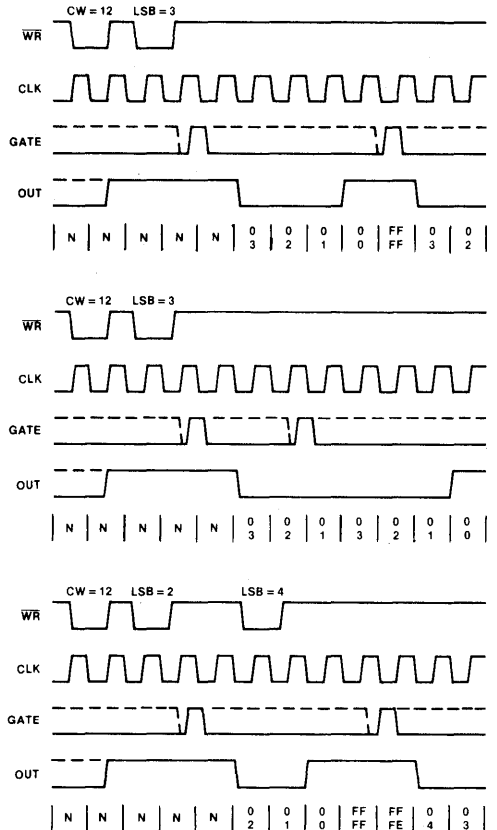 CW = 12 LSB = 3
WR
CLK
GATE
OUT
N N N N N 0 0 0 0 FF 0 0
3 2 1 0 FF 3 2
CW = 12 LSB = 3
WR
CLK
GATE
OUT
N N N N N 0 0 0 0 0 0 0
3 2 1 3 2 1 0
CW = 12 LSB = 2 LSB = 4
WR
CLK
GATE
OUT
N N N N N 0 0 0 FF FF 0 0
2 1 0 FF FE 4 3